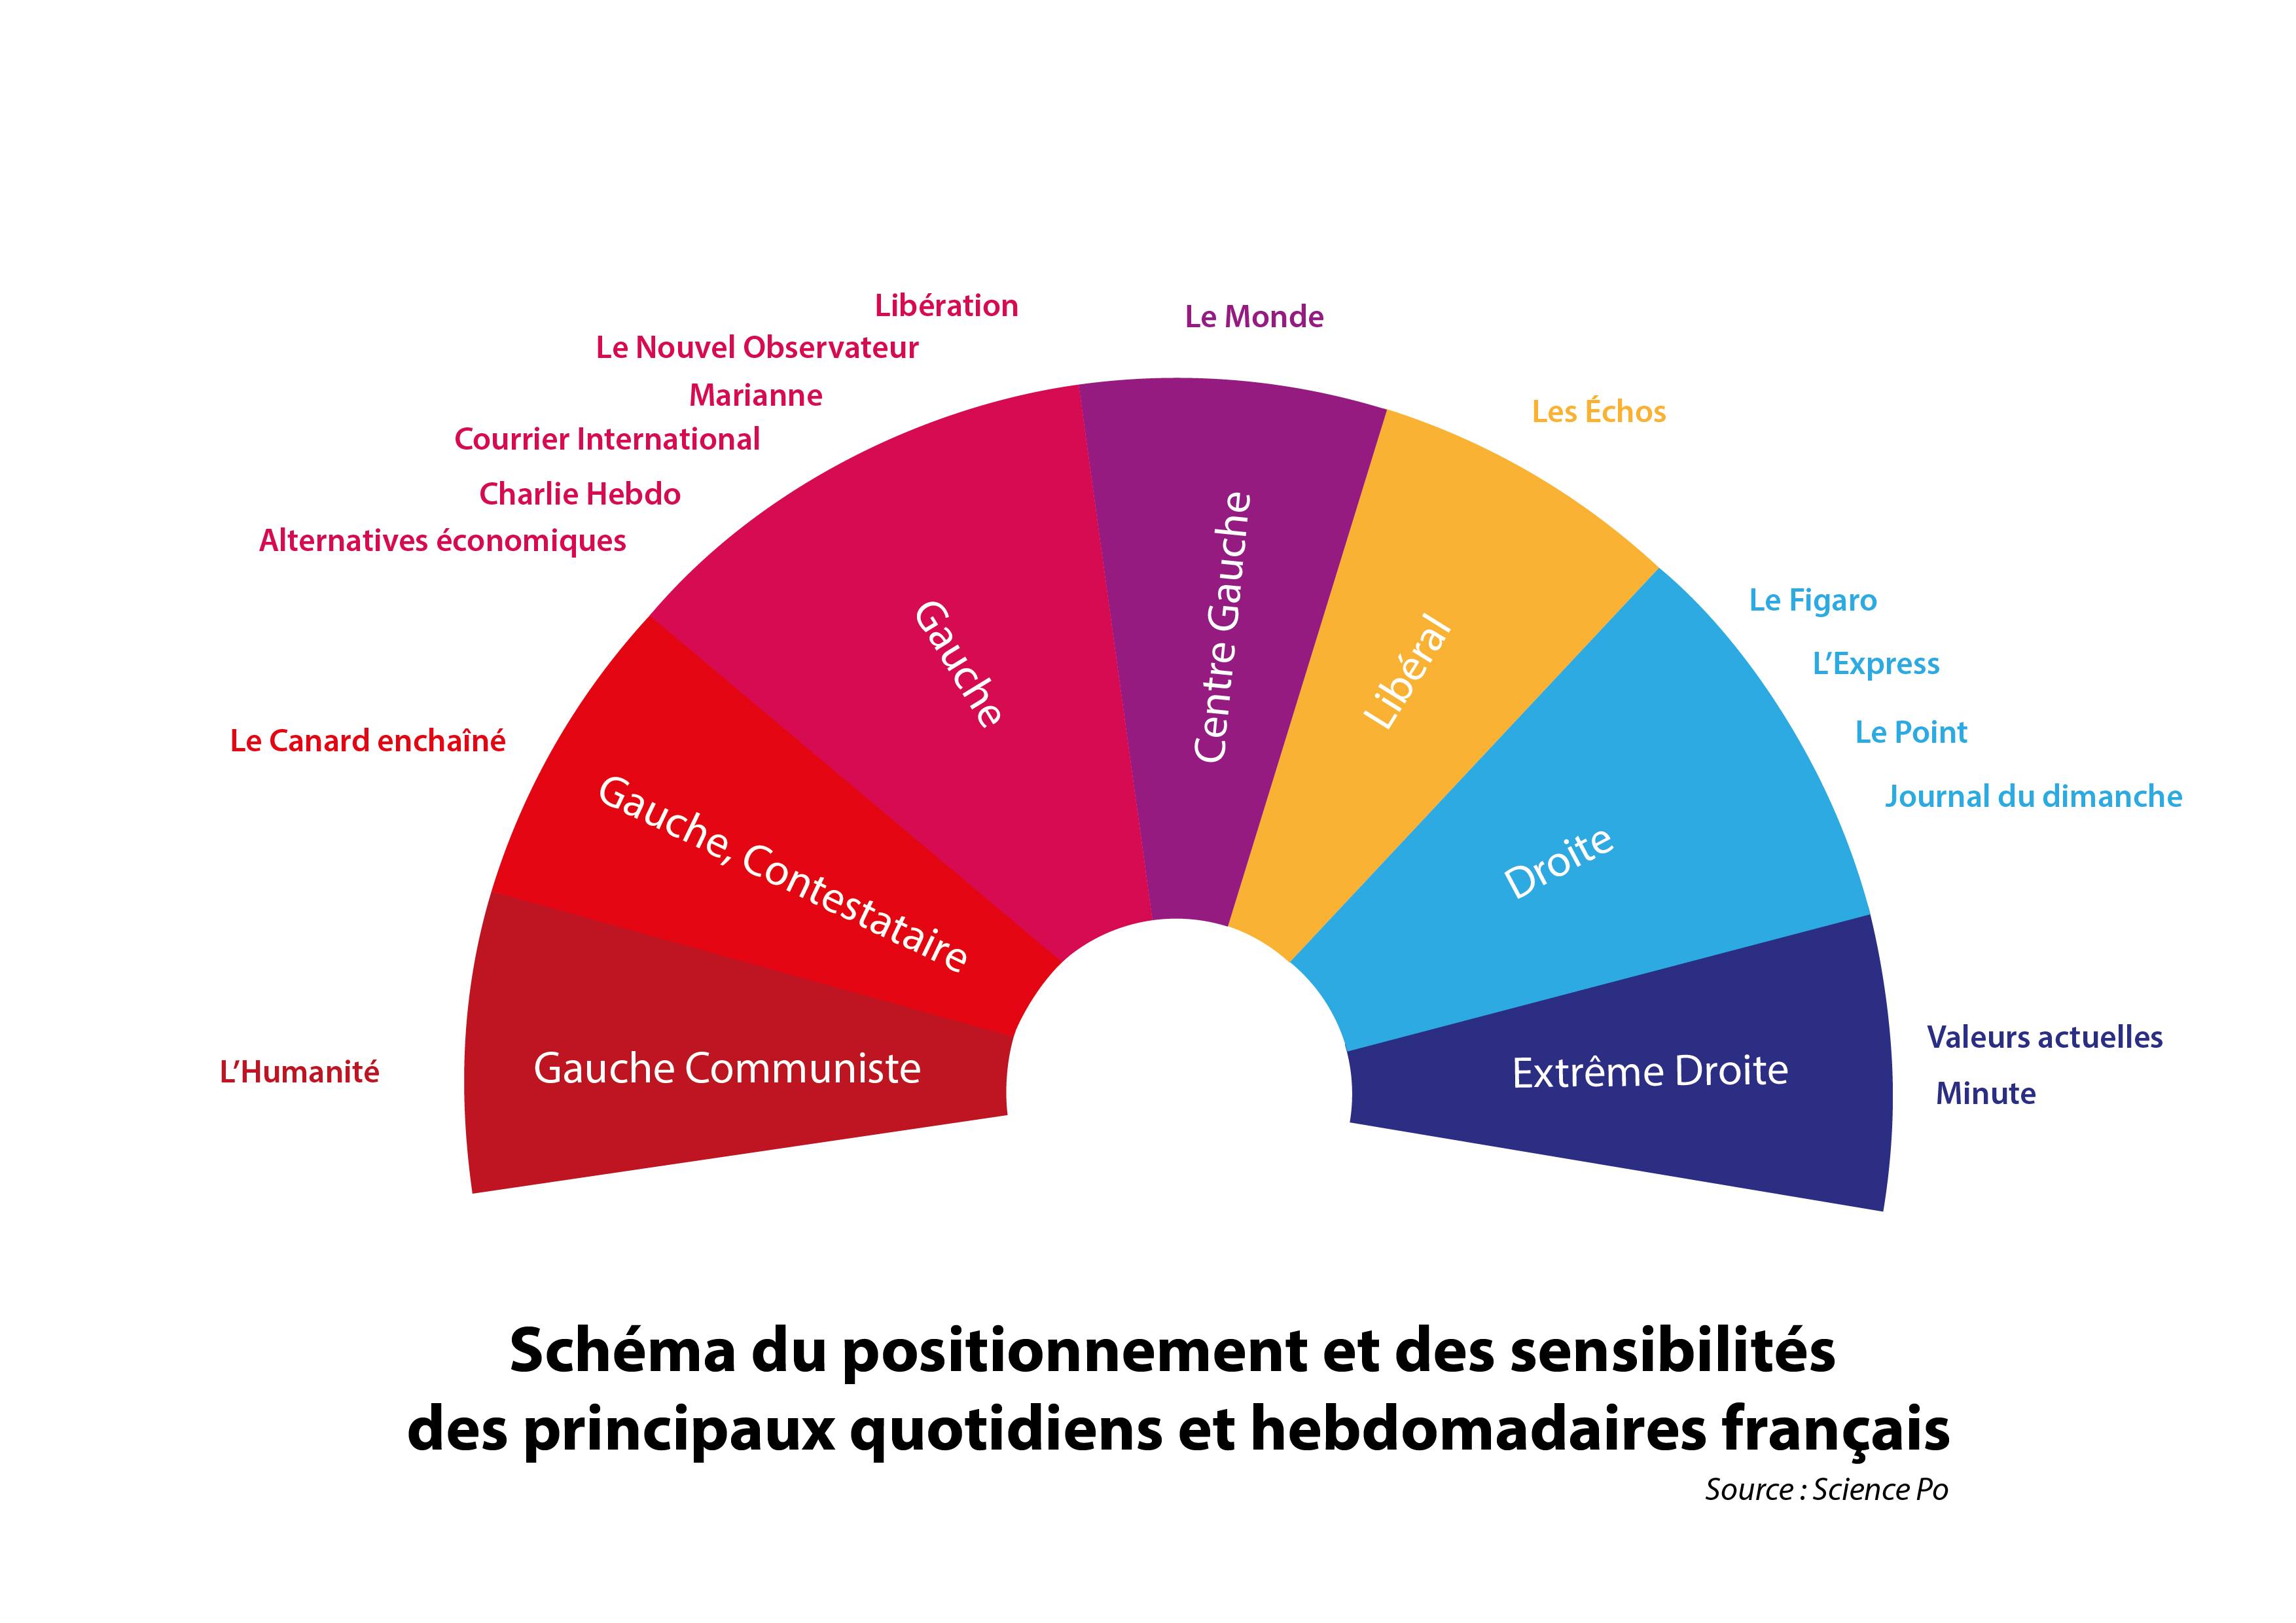 Libération
Le Nouvel Observateur
Marianne
Courrier International
Charlie Hebdo
Alternatives économiques
Le Canard enchaîné
L’Humanité
Le Monde
Les Échos
Le Figaro
L’Express
Le Point
Journal du dimanche
Valeurs actuelles
Minute
Gauche Communiste
Gauche, Contestataire
Gauche
Centre Gauche
Libéral
Droite
Extrême Droite
Schéma du positionnement et des sensibilités
des principaux quotidiens et hebdomadaires français
Source : Science Po